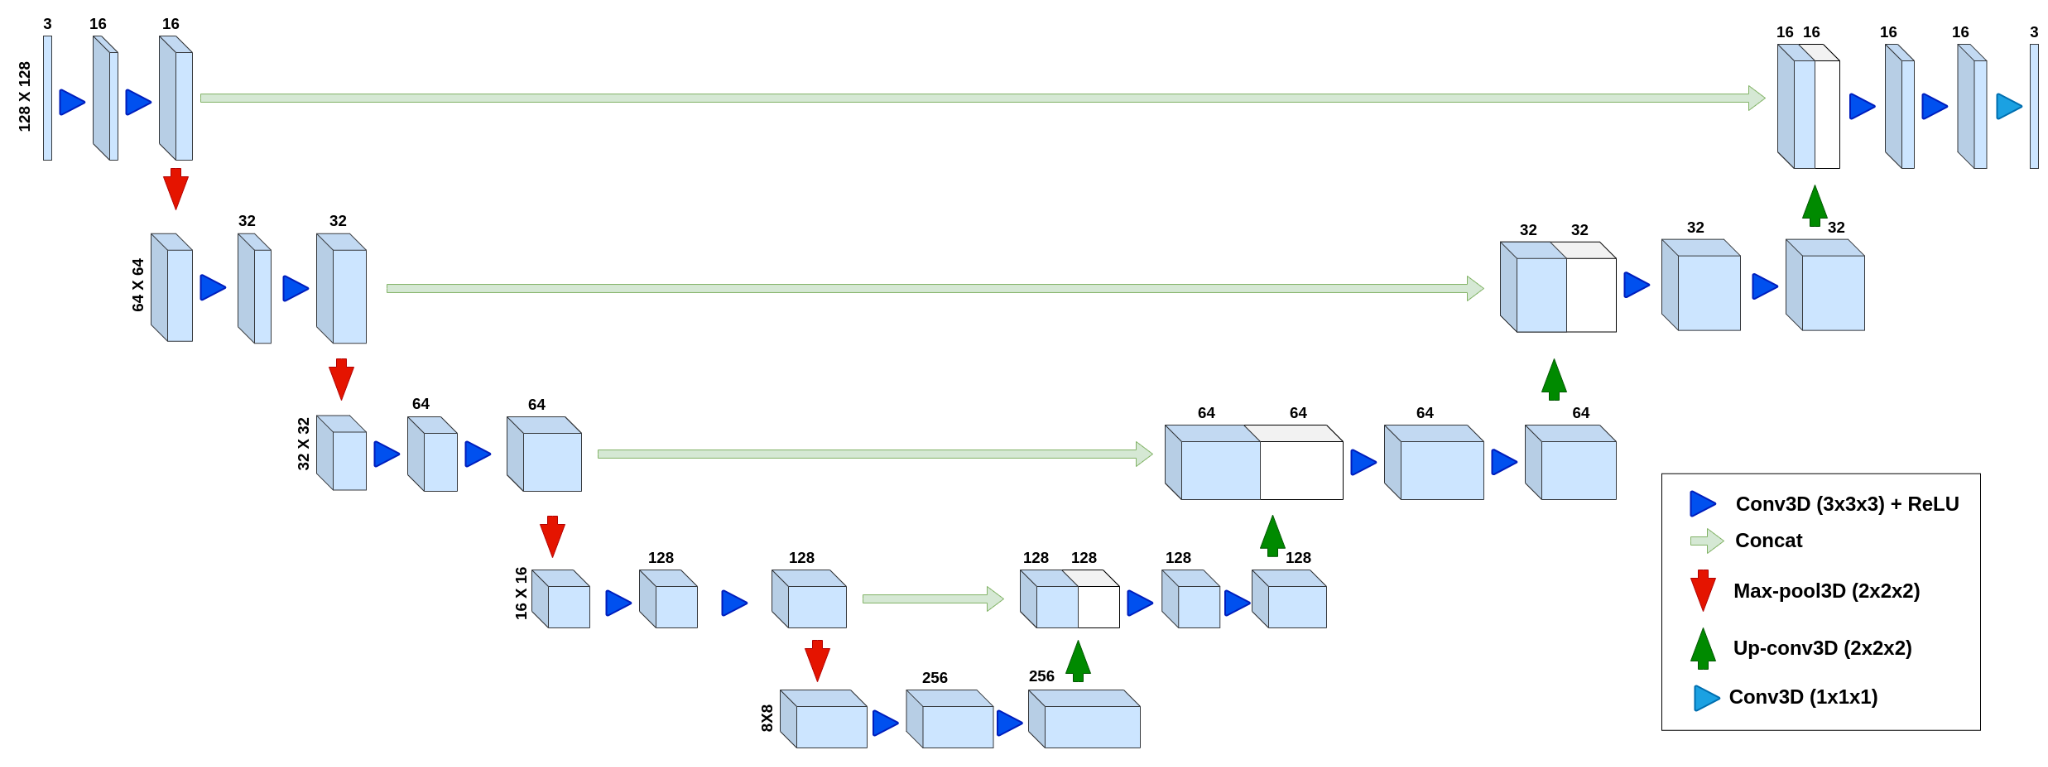 3 16 16
128 X 128
16 16 16 16 3
64 X 64
32 32
32 32 32 32
32 X 32
64 64
64 64 64 64
16 X 16
128 128
128 128 128 128
8X8
256 256
Conv3D (3x3x3) + ReLU
Concat
Max-pool3D (2x2x2)
Up-conv3D (2x2x2)
Conv3D (1x1x1)